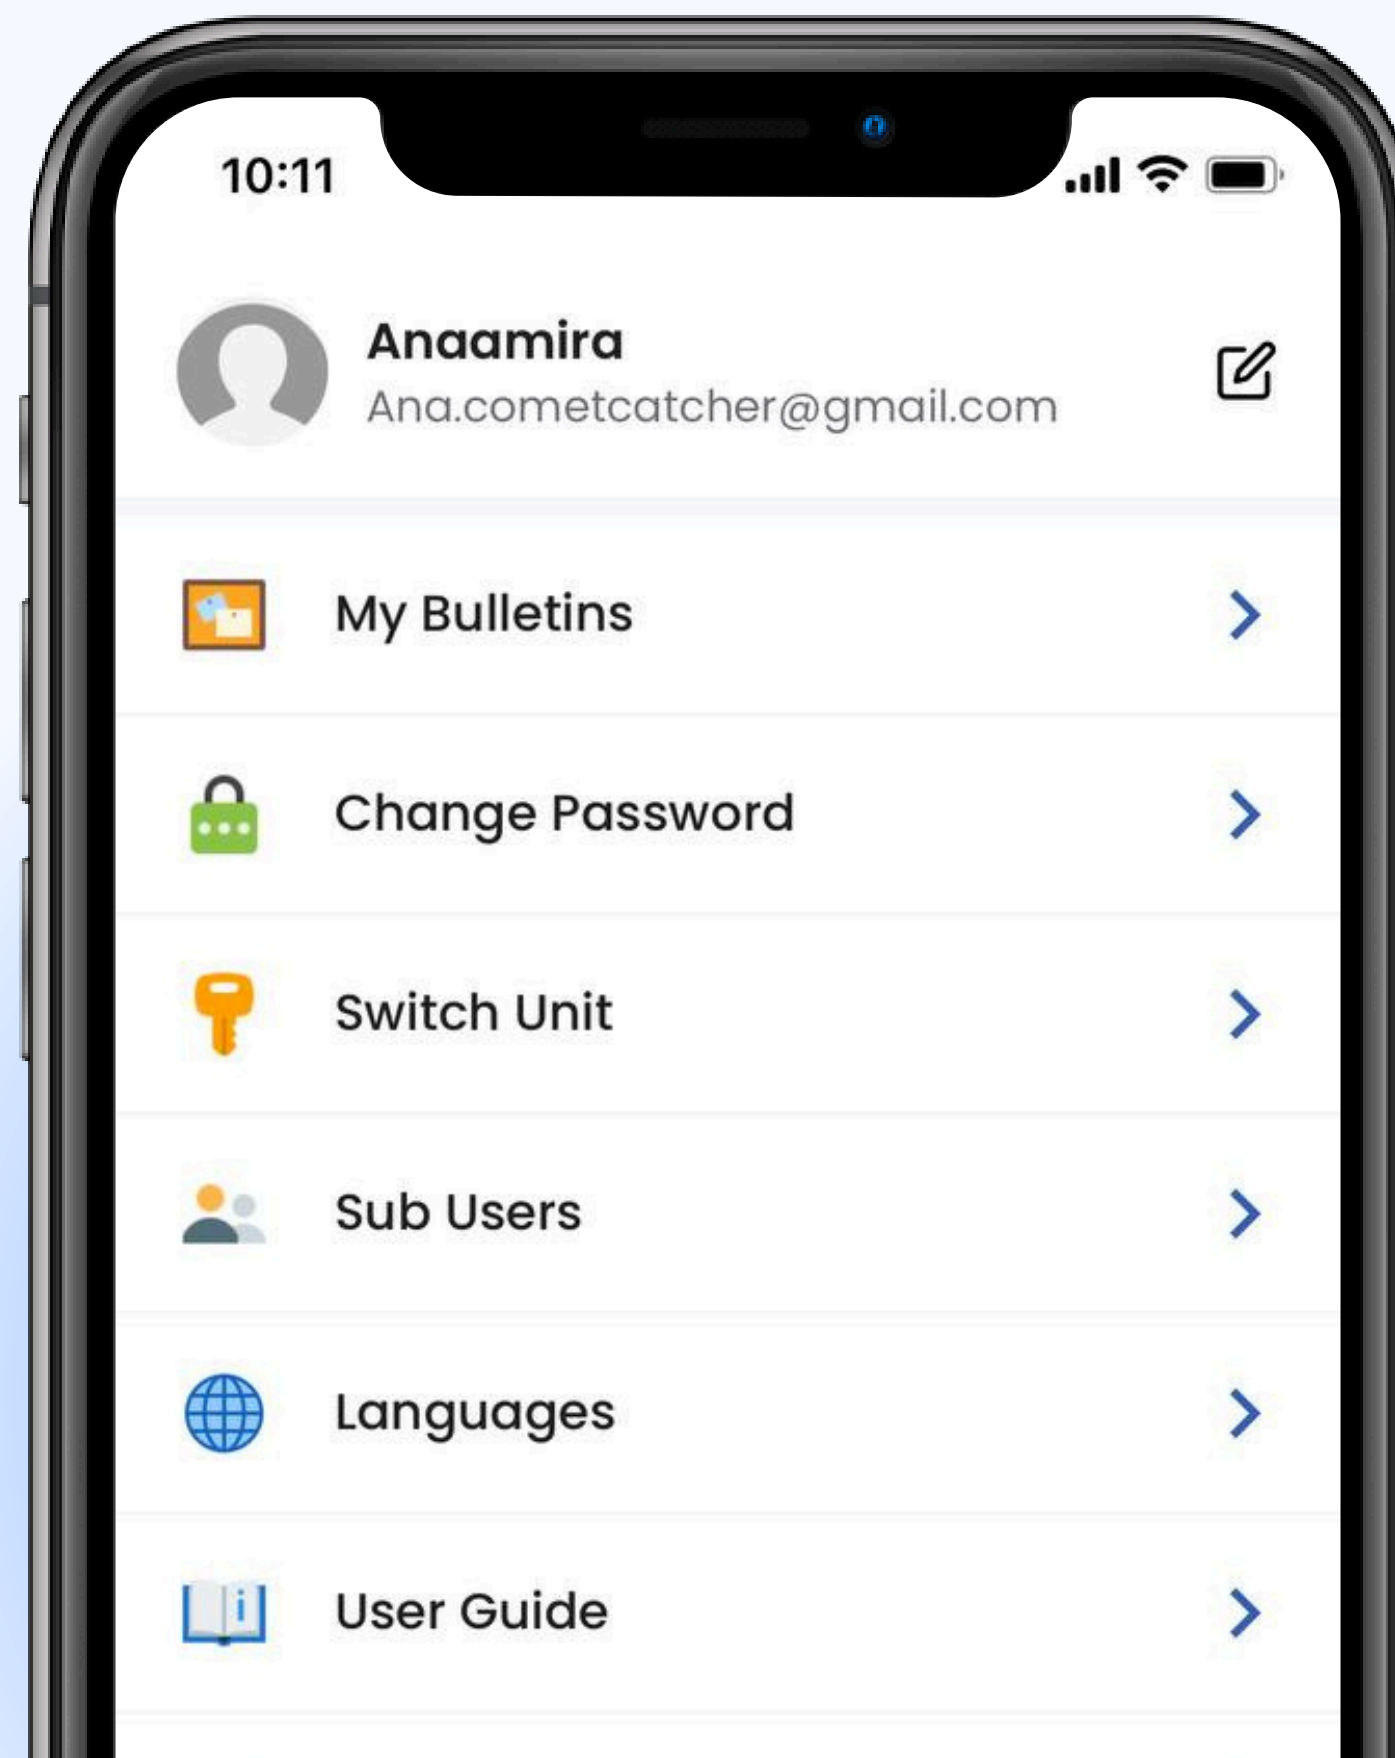 10:11
Anaamira
Ana.cometcatcher@gmail.com
My Bulletins
Change Password
Switch Unit
Sub Users
Languages
User Guide